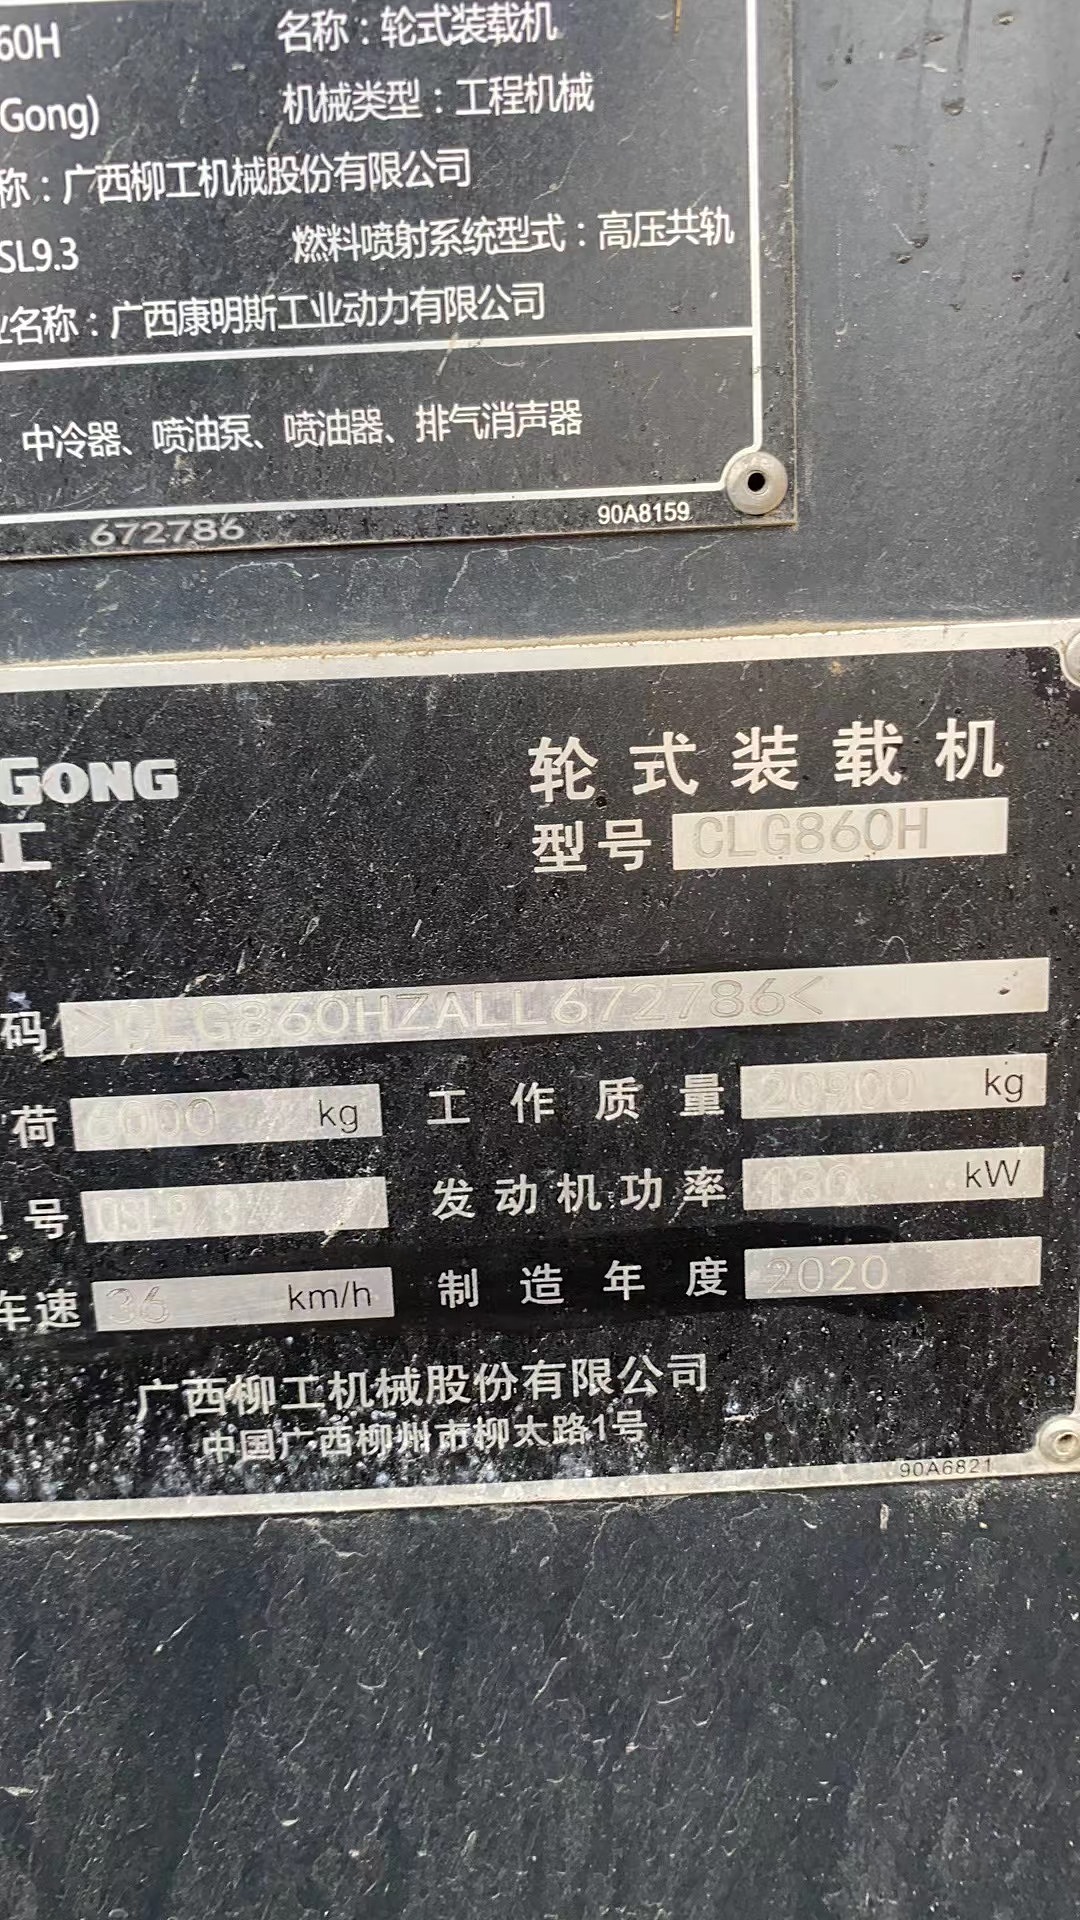 60H 名称：轮式装载机
Gong) 机械类型：工程机械
称：广西柳工机械股份有限公司
SL9.3 燃料喷射系统型式：高压共轨
业名称：广西康明斯工业动力有限公司
、中冷器、喷油泵、喷油器、排气消声器
672786 90A8159
GONG 轮式装载机
工 型号 CLG860H
码 >CLG860HZALL672786<
荷 6000 kg 工作质量 20900 kg
号 QSL9.3 发动机功率 180 kW
车速 36 km/h 制造年度 2020
广西柳工机械股份有限公司
中国广西柳州市柳太路1号
90A6821